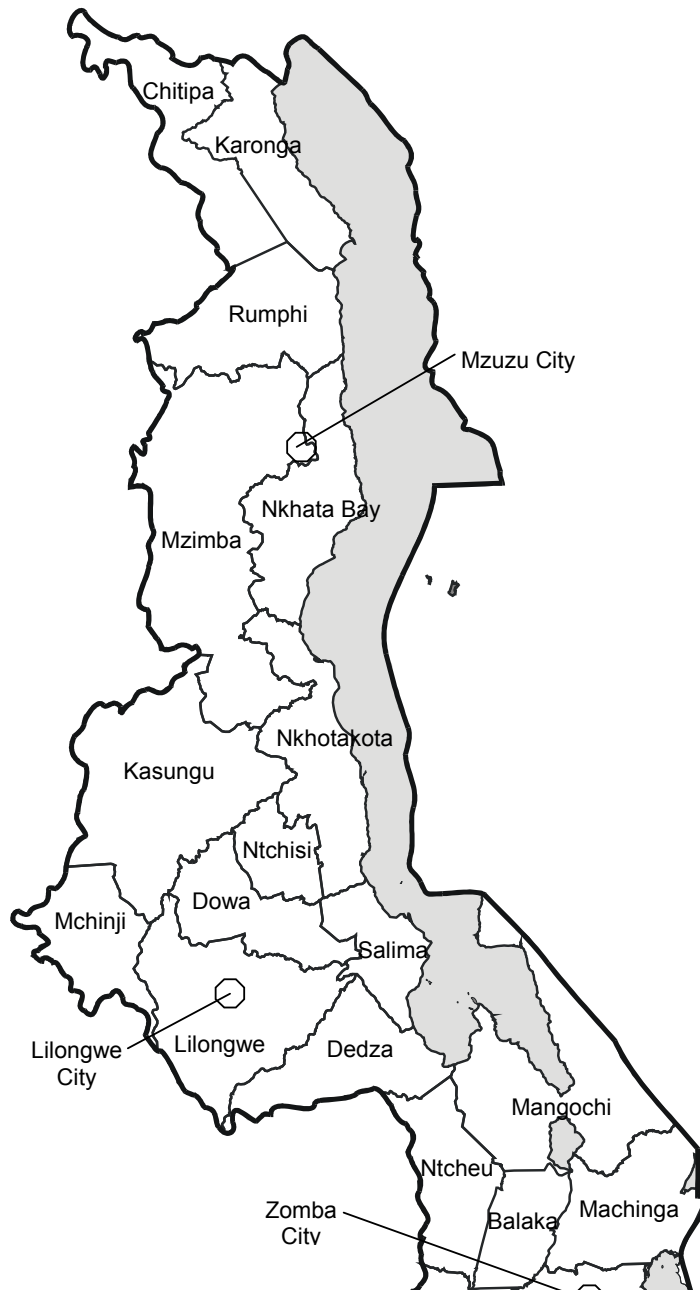 Chitipa
Karonga
Rumphi
Mzuzu City
Nkhata Bay
Mzimba
Nkhotakota
Kasungu
Ntchisi
Dowa
Mchinji
Salima
Lilongwe
Dedza
Lilongwe
City
Mangochi
Ntcheu
Machinga
Balaka
Zomba
City